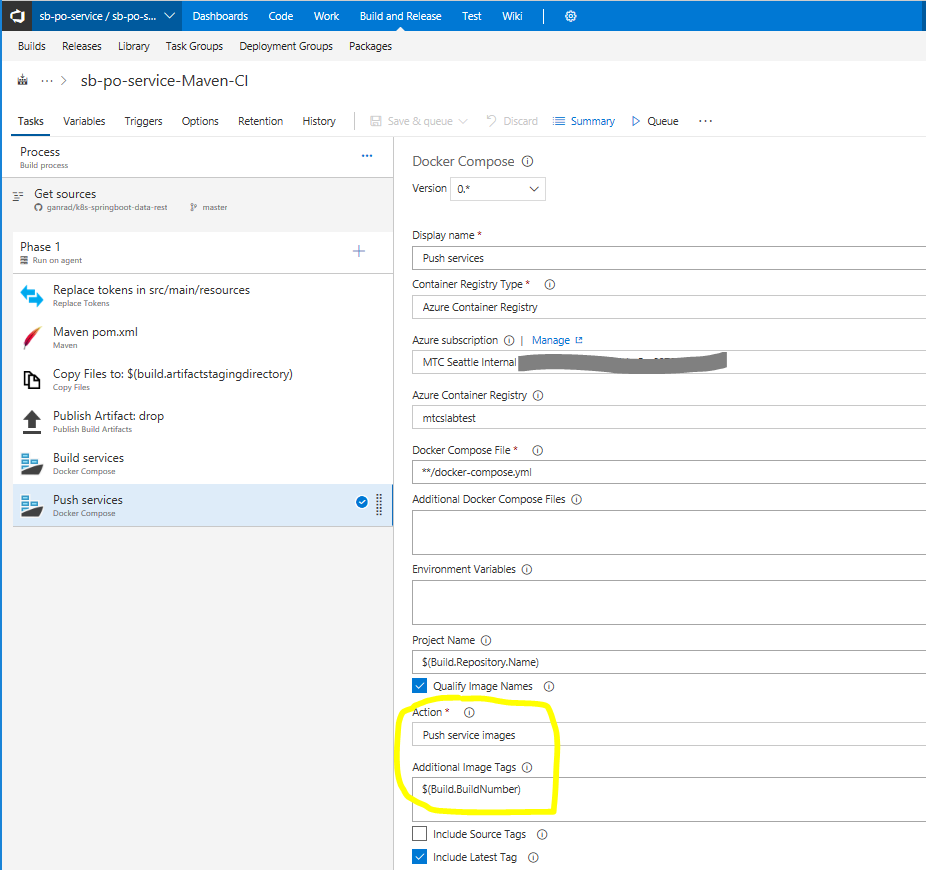 sb-po-service / sb-po-s... Dashboards Code Work Build and Release Test Wiki
Builds Releases Library Task Groups Deployment Groups Packages
... > sb-po-service-Maven-CI
Tasks Variables Triggers Options Retention History Save & queue Discard Summary Queue ...
Process ...
Build process
Get sources
ganrad/k8s-springboot-data-rest master
Phase 1
Run on agent
Replace tokens in src/main/resources
Replace Tokens
Maven pom.xml
Maven
Copy Files to: $(build.artifactstagingdirectory)
Copy Files
Publish Artifact: drop
Publish Build Artifacts
Build services
Docker Compose
Push services
Docker Compose
Docker Compose
Version 0.*
Display name *
Push services
Container Registry Type *
Azure Container Registry
Azure subscription | Manage
MTC Seattle Internal
Azure Container Registry
mtcslabtest
Docker Compose File *
**/docker-compose.yml
Additional Docker Compose Files
Environment Variables
Project Name
$(Build.Repository.Name)
Qualify Image Names
Action *
Push service images
Additional Image Tags
$(Build.BuildNumber)
Include Source Tags
Include Latest Tag